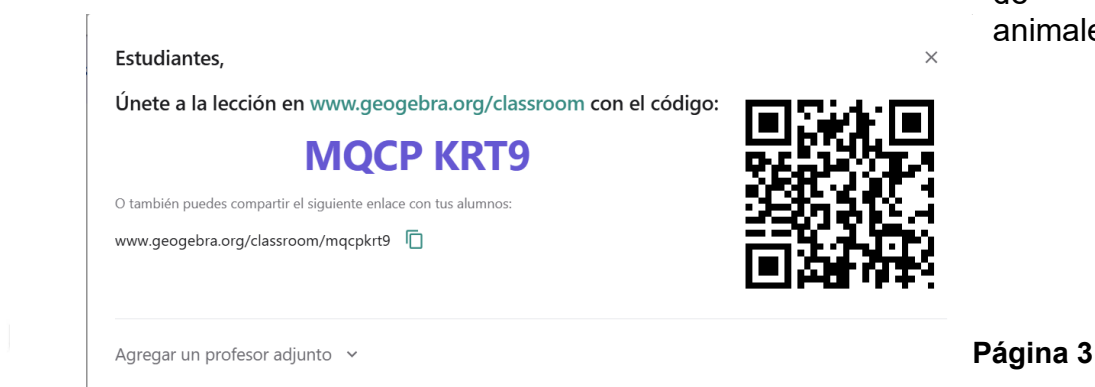 Estudiantes,
Únete a la lección en www.geogebra.org/classroom con el código:
MQCP KRT9
O también puedes compartir el siguiente enlace con tus alumnos:
www.geogebra.org/classroom/mqcpkrt9
Agregar un profesor adjunto
Página 3